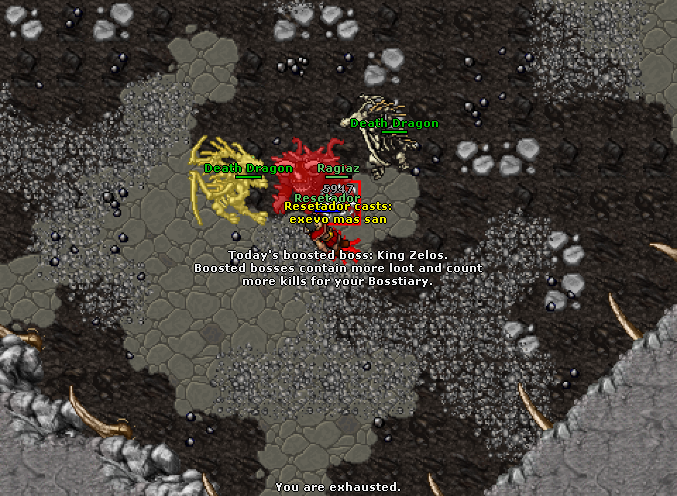 Death Dragon
Death Dragon
Ragiaz
5947
Resetador
Resetador casts:
exevo mas san
Today's boosted boss: King Zelos.
Boosted bosses contain more loot and count
more kills for your Bosstiary.
You are exhausted.